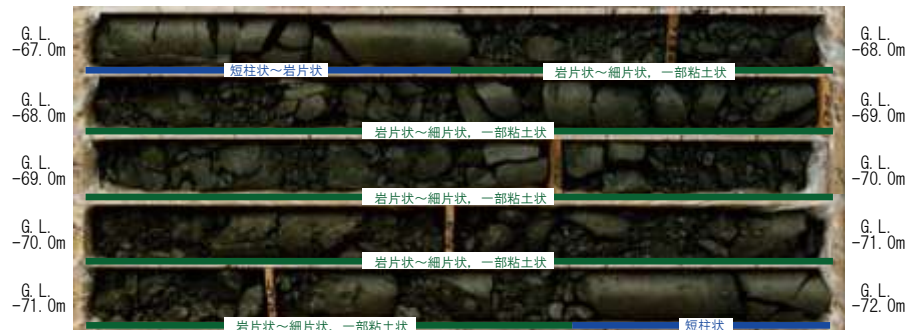 G. L.
-67. 0m
G. L.
-68. 0m
短柱状～岩片状
岩片状～細片状，一部粘土状
G. L.
-68. 0m
G. L.
-69. 0m
岩片状～細片状，一部粘土状
G. L.
-69. 0m
G. L.
-70. 0m
岩片状～細片状，一部粘土状
G. L.
-70. 0m
G. L.
-71. 0m
岩片状～細片状，一部粘土状
G. L.
-71. 0m
G. L.
-72. 0m
岩片状～細片状，一部粘土状
短柱状